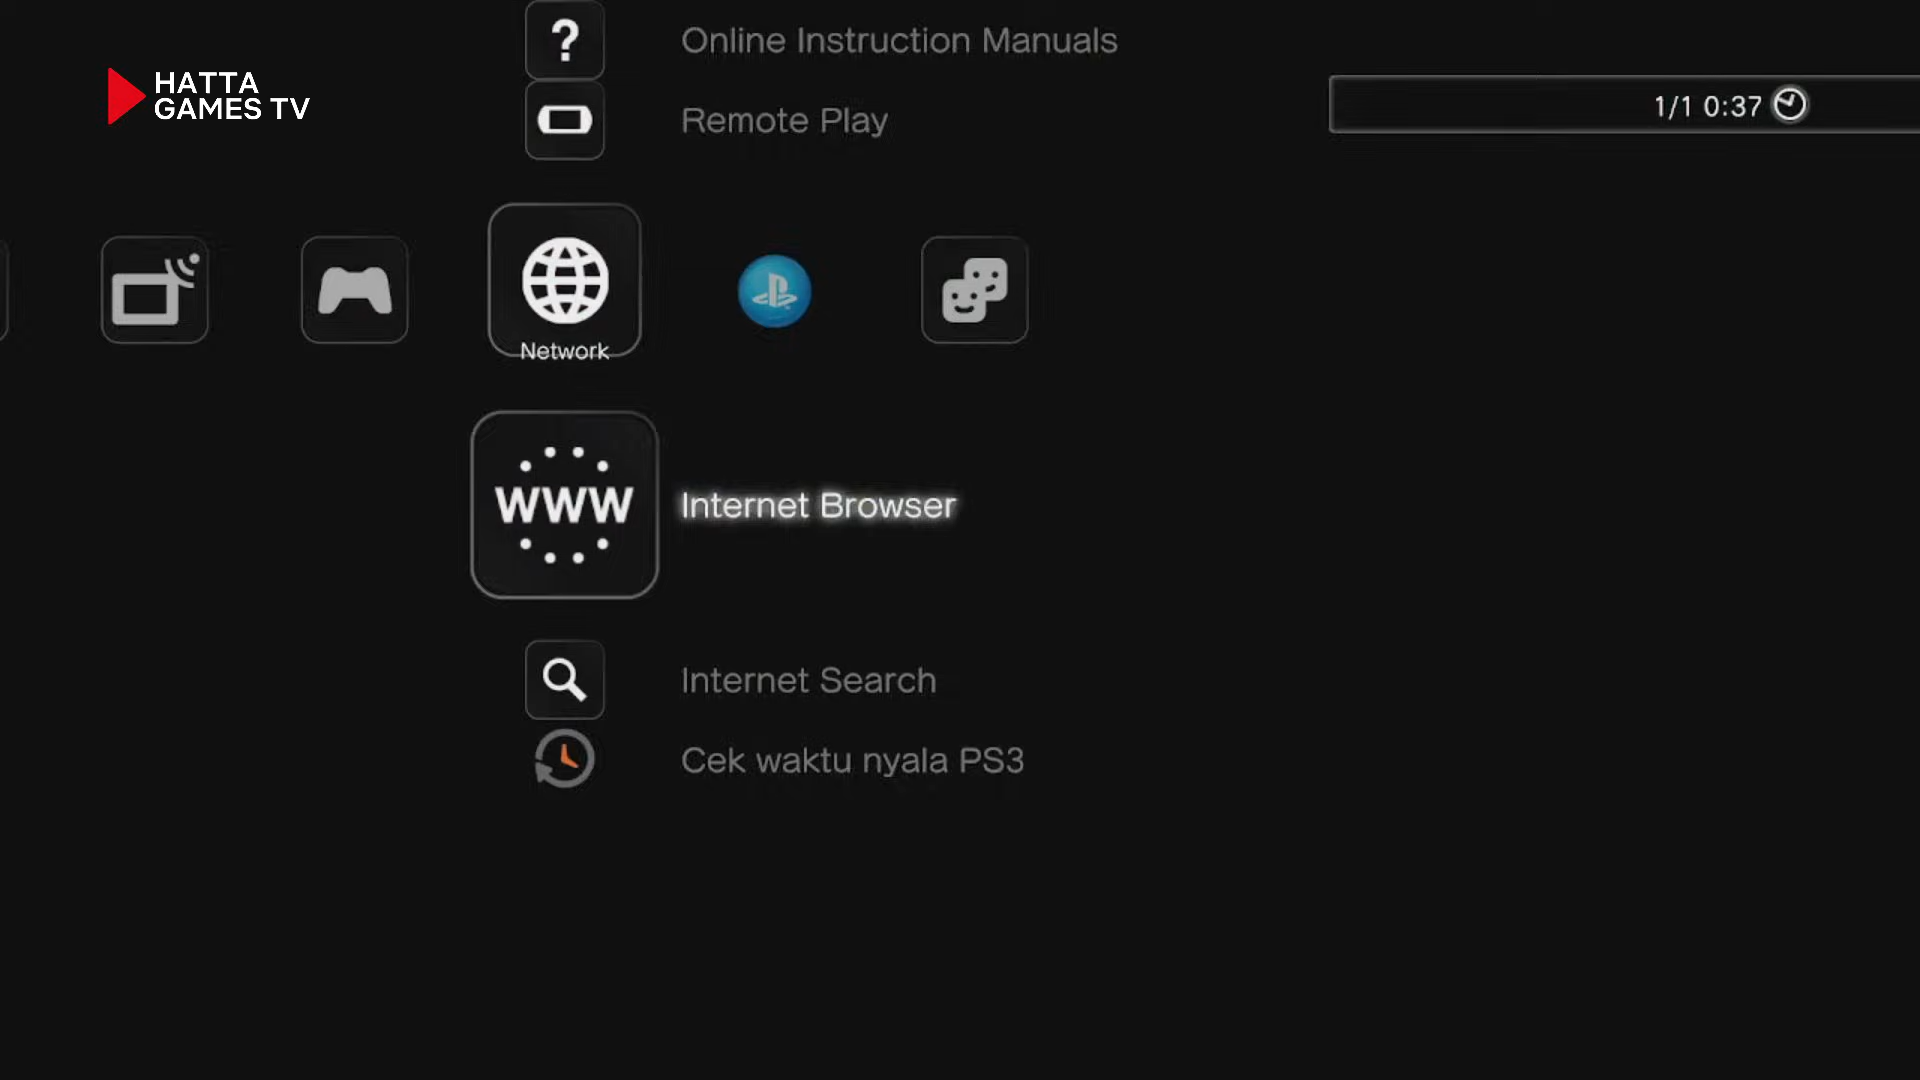 Online Instruction Manuals
HATTA
GAMES TV
1/1 0:37
Remote Play
Network
WWW
Internet Browser
Internet Search
Cek waktu nyala PS3